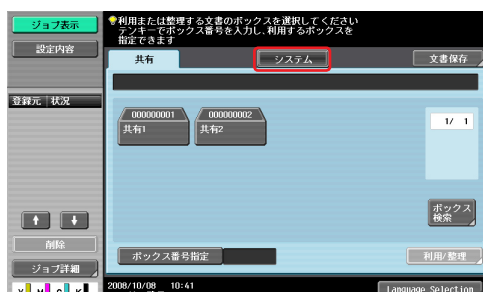 ジョブ表示
設定内容
登録元 状況
↑ ↓
削除
ジョブ詳細
利用または整理する文書のボックスを選択してください
テンキーでボックス番号を入力し、利用するボックスを
指定できます
共有 システム 文書保存
000000001 000000002
共有1 共有2
1/ 1
ボックス
検索
ボックス番号指定 利用/整理
2008/10/08 10:41
Language Selection
Y M C K